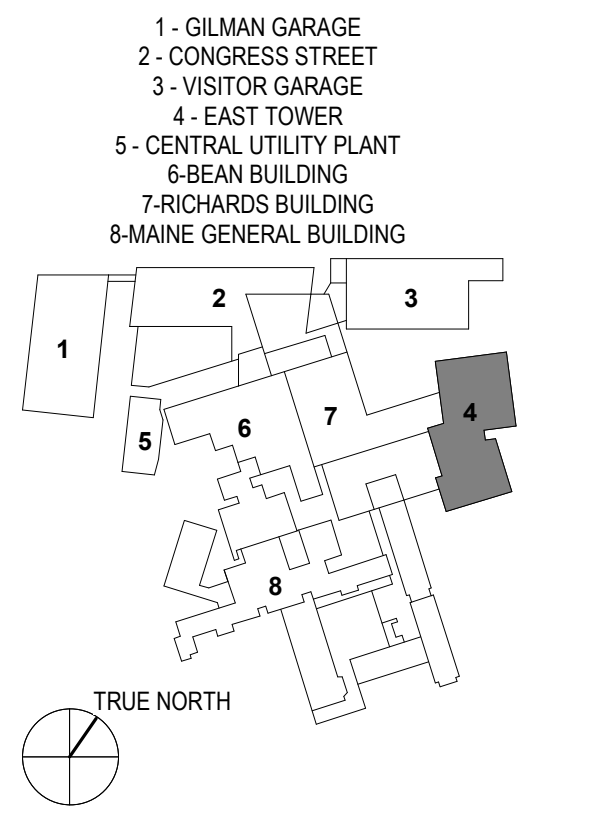 1 - GILMAN GARAGE
2 - CONGRESS STREET
3 - VISITOR GARAGE
4 - EAST TOWER
5 - CENTRAL UTILITY PLANT
6-BEAN BUILDING
7-RICHARDS BUILDING
8-MAINE GENERAL BUILDING
2
3
1
4
7
6
5
8
TRUE NORTH